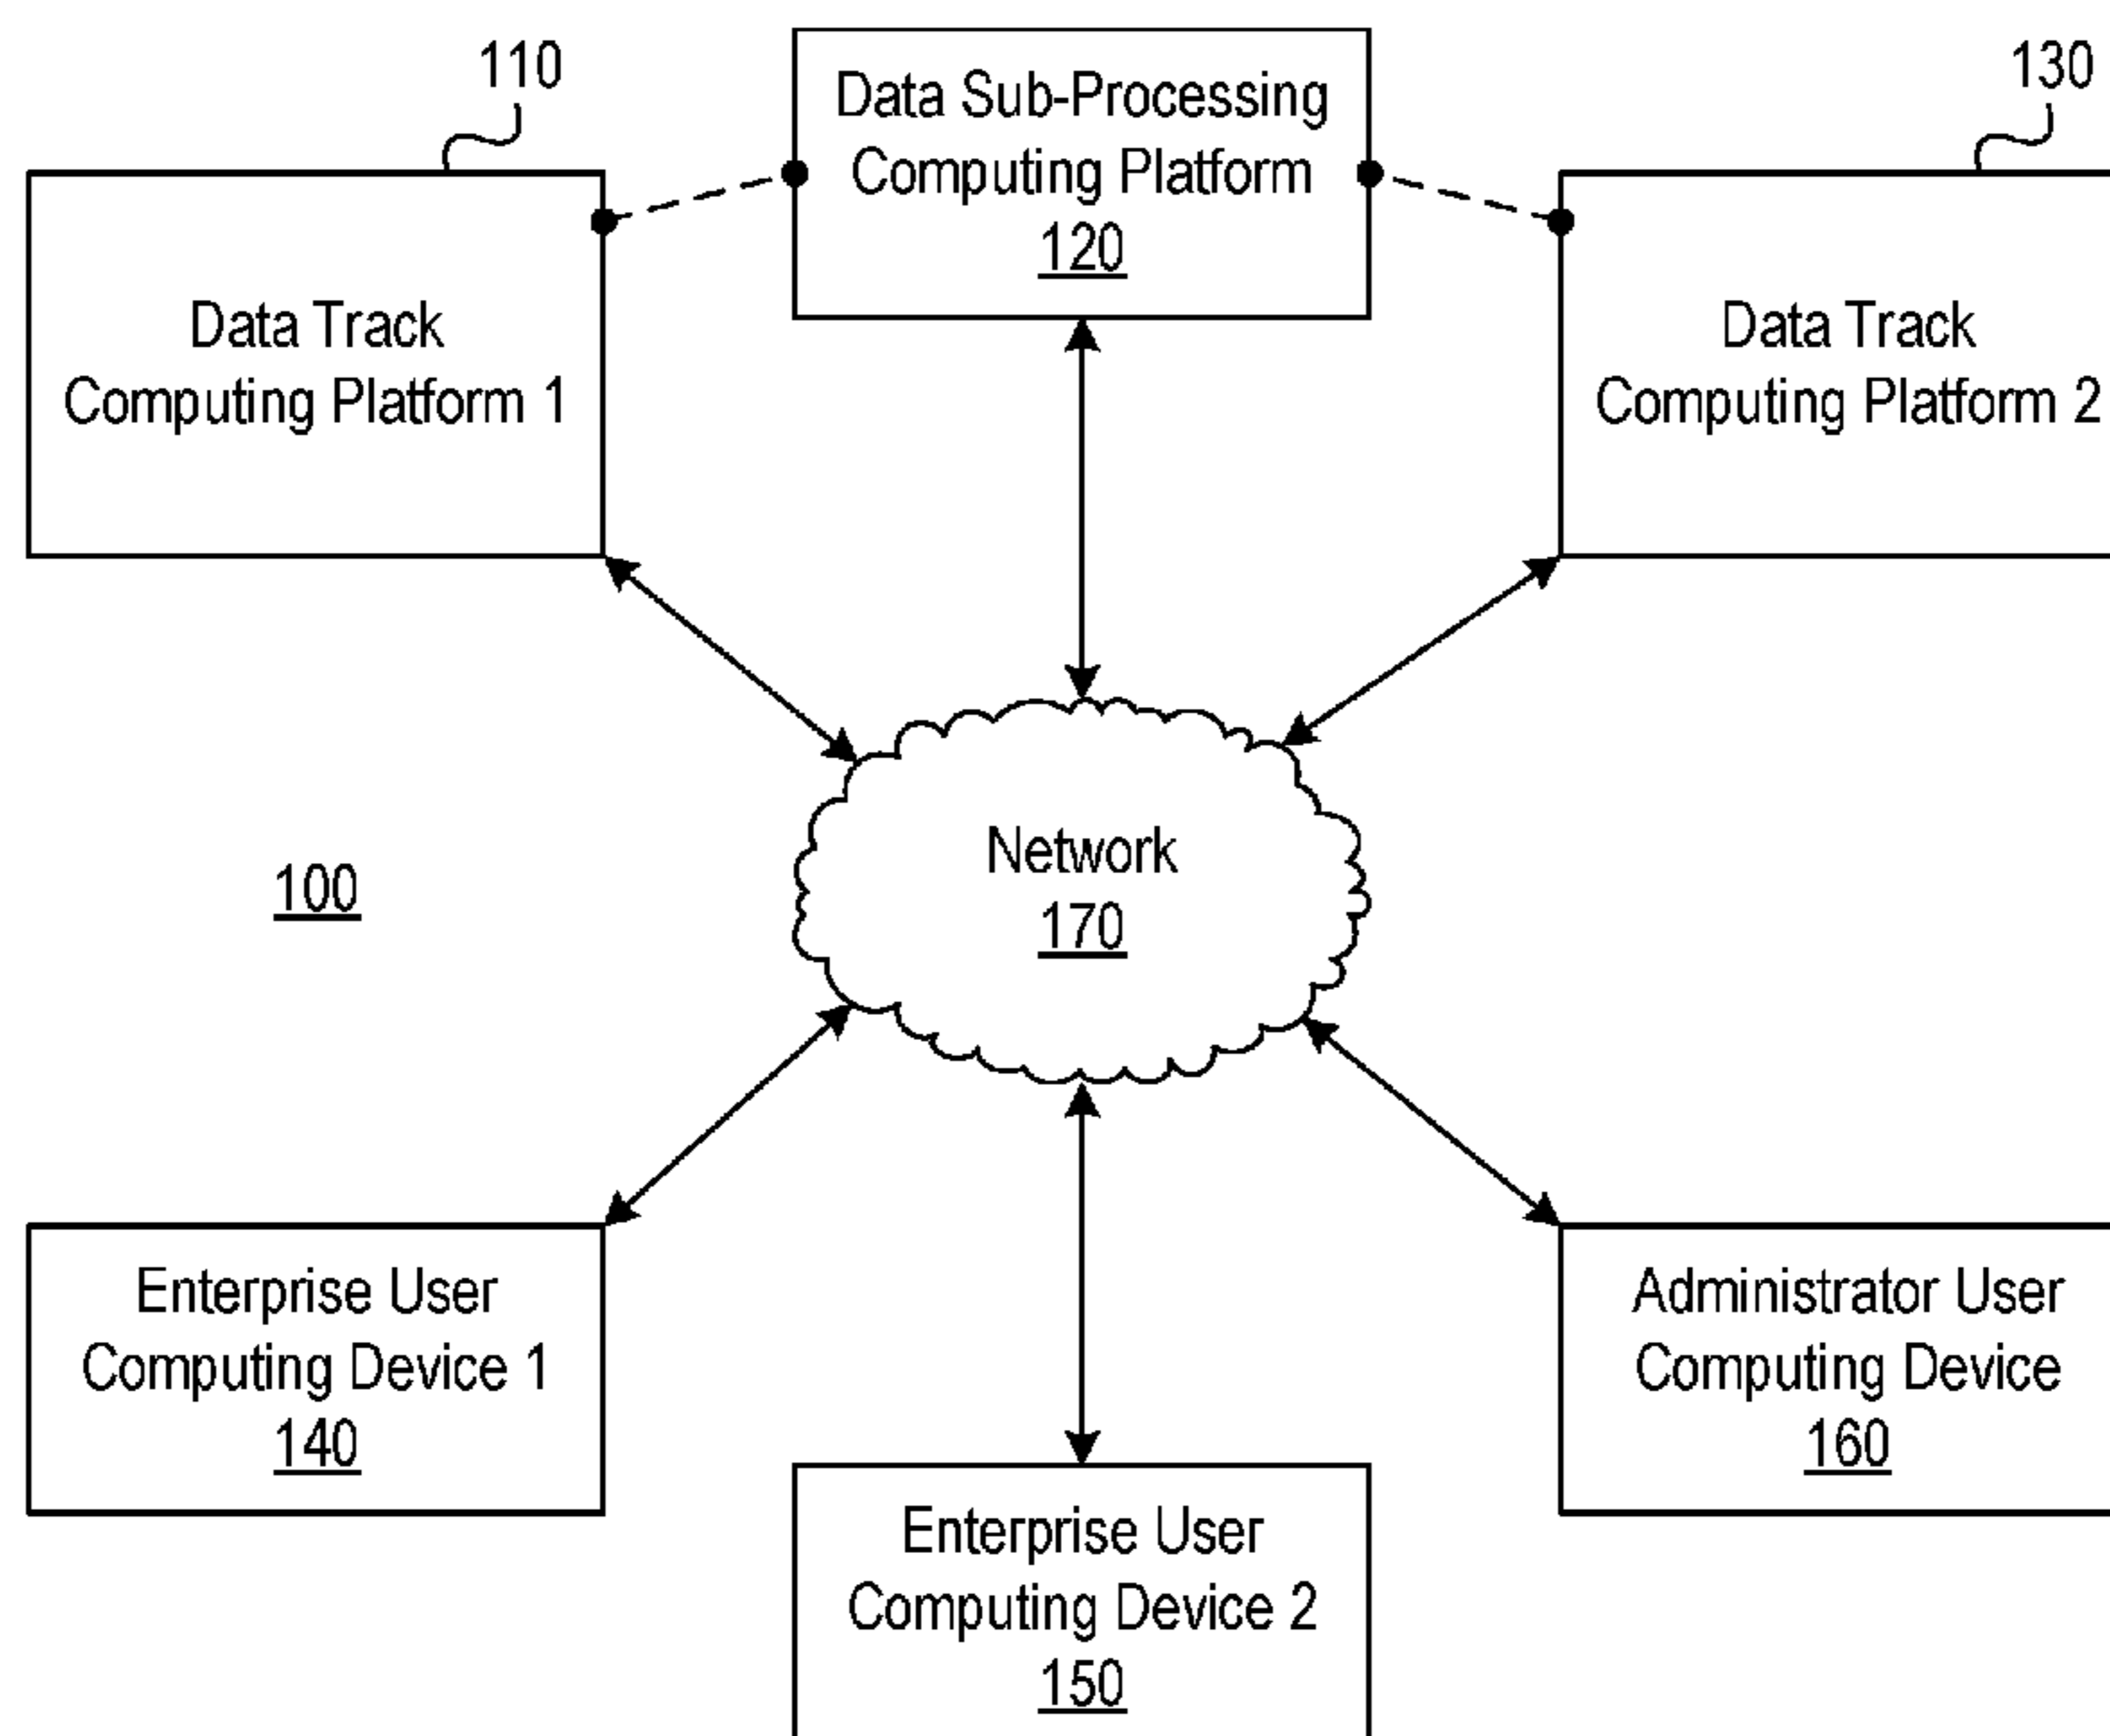 110
Data Sub-Processing
Computing Platform
120
130
Data Track
Computing Platform 1
Data Track
Computing Platform 2
100
Network
170
Enterprise User
Computing Device 1
140
Enterprise User
Computing Device 2
150
Administrator User
Computing Device
160